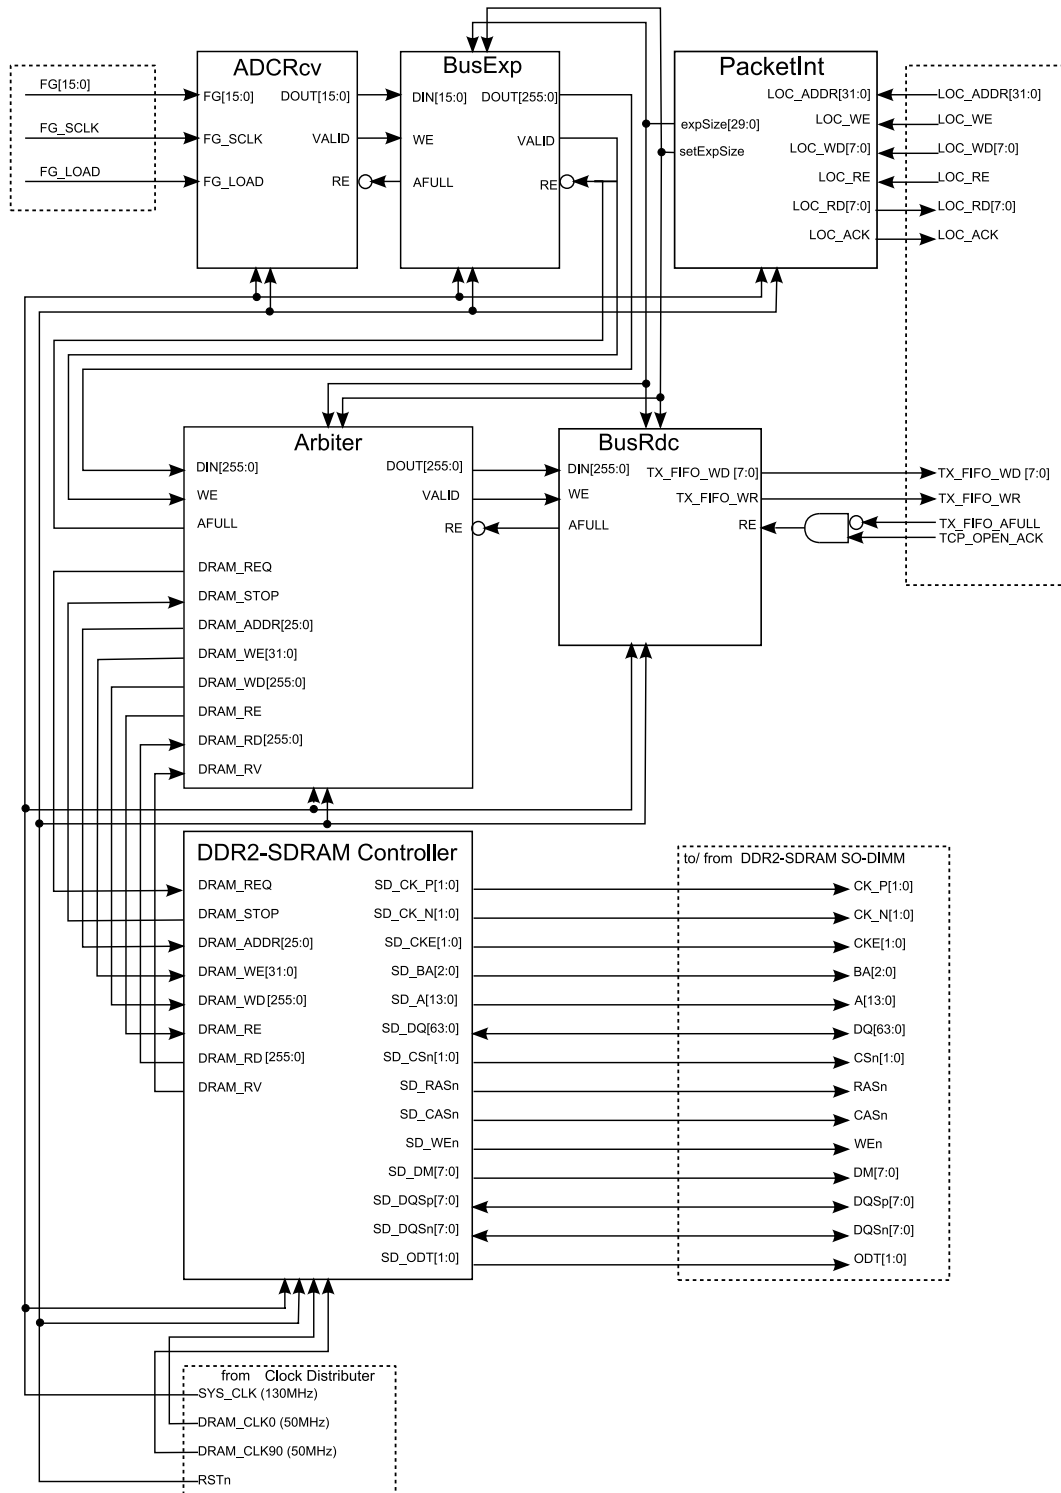 ADCRcv
BusExp
PacketInt
FG[15:0]
FG_SCLK
FG_LOAD
FG[15:0]
FG_SCLK
FG_LOAD
DOUT[15:0]
VALID
RE
DIN[15:0]
WE
AFULL
DOUT[255:0]
VALID
RE
expSize[29:0]
setExpSize
LOC_ADDR[31:0]
LOC_WE
LOC_WD[7:0]
LOC_RE
LOC_RD[7:0]
LOC_ACK
LOC_ADDR[31:0]
LOC_WE
LOC_WD[7:0]
LOC_RE
LOC_RD[7:0]
LOC_ACK
Arbiter
DIN[255:0]
WE
AFULL
DRAM_REQ
DRAM_STOP
DRAM_ADDR[25:0]
DRAM_WE[31:0]
DRAM_WD[255:0]
DRAM_RE
DRAM_RD[255:0]
DRAM_RV
DOUT[255:0]
VALID
RE
BusRdc
DIN[255:0]
WE
AFULL
TX_FIFO_WD [7:0]
TX_FIFO_WR
RE
TX_FIFO_WD [7:0]
TX_FIFO_WR
TX_FIFO_AFULL
TCP_OPEN_ACK
DDR2-SDRAM Controller
DRAM_REQ
DRAM_STOP
DRAM_ADDR[25:0]
DRAM_WE[31:0]
DRAM_WD [255:0]
DRAM_RE
DRAM_RD [255:0]
DRAM_RV
SD_CK_P[1:0]
SD_CK_N[1:0]
SD_CKE[1:0]
SD_BA[2:0]
SD_A[13:0]
SD_DQ[63:0]
SD_CSn[1:0]
SD_RASn
SD_CASn
SD_WEn
SD_DM[7:0]
SD_DQSp[7:0]
SD_DQSn[7:0]
SD_ODT[1:0]
to/ from DDR2-SDRAM SO-DIMM
CK_P[1:0]
CK_N[1:0]
CKE[1:0]
BA[2:0]
A[13:0]
DQ[63:0]
CSn[1:0]
RASn
CASn
WEn
DM[7:0]
DQSp[7:0]
DQSn[7:0]
ODT[1:0]
from Clock Distributer
SYS_CLK (130MHz)
DRAM_CLK0 (50MHz)
DRAM_CLK90 (50MHz)
RSTn